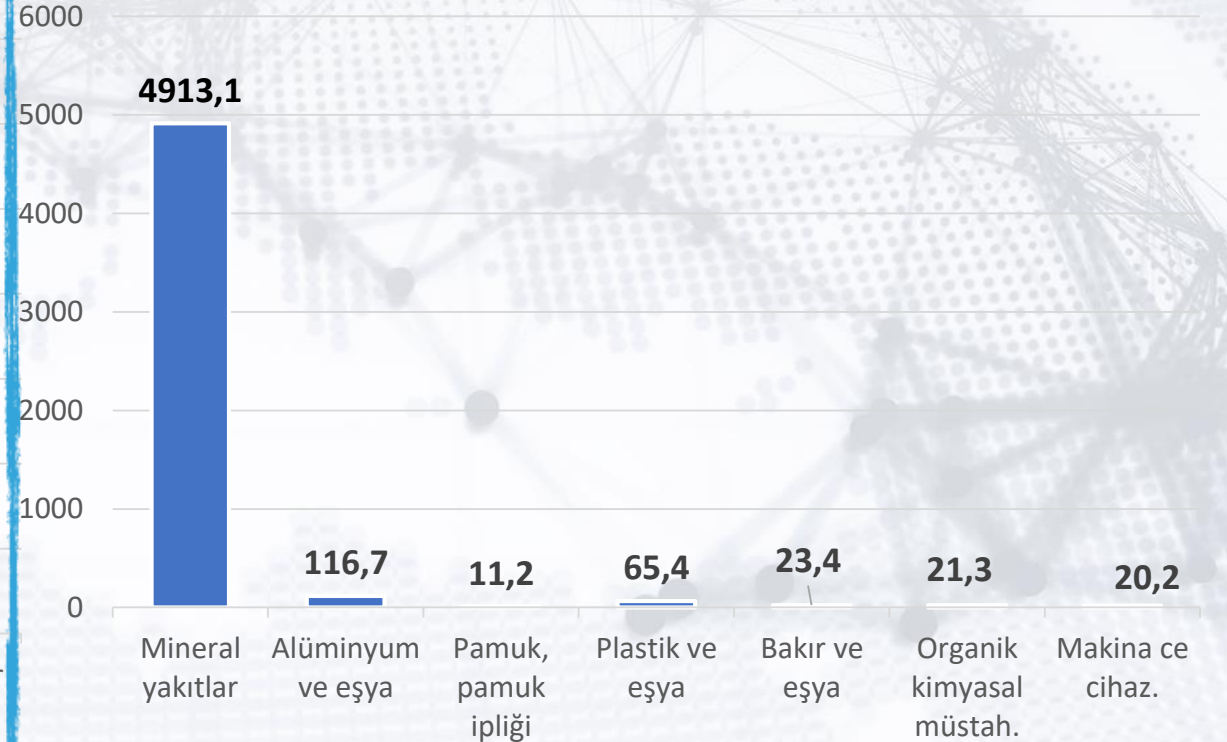 6000
5000
4000
3000
2000
1000
0
4913,1
116,7
11,2
65,4
23,4
21,3
20,2
Mineral
yakıtlar
Alüminyum
ve eşya
Pamuk,
pamuk
ipliği
Plastik ve
eşya
Bakır ve
eşya
Organik
kimyasal
müstah.
Makina ce
cihaz.